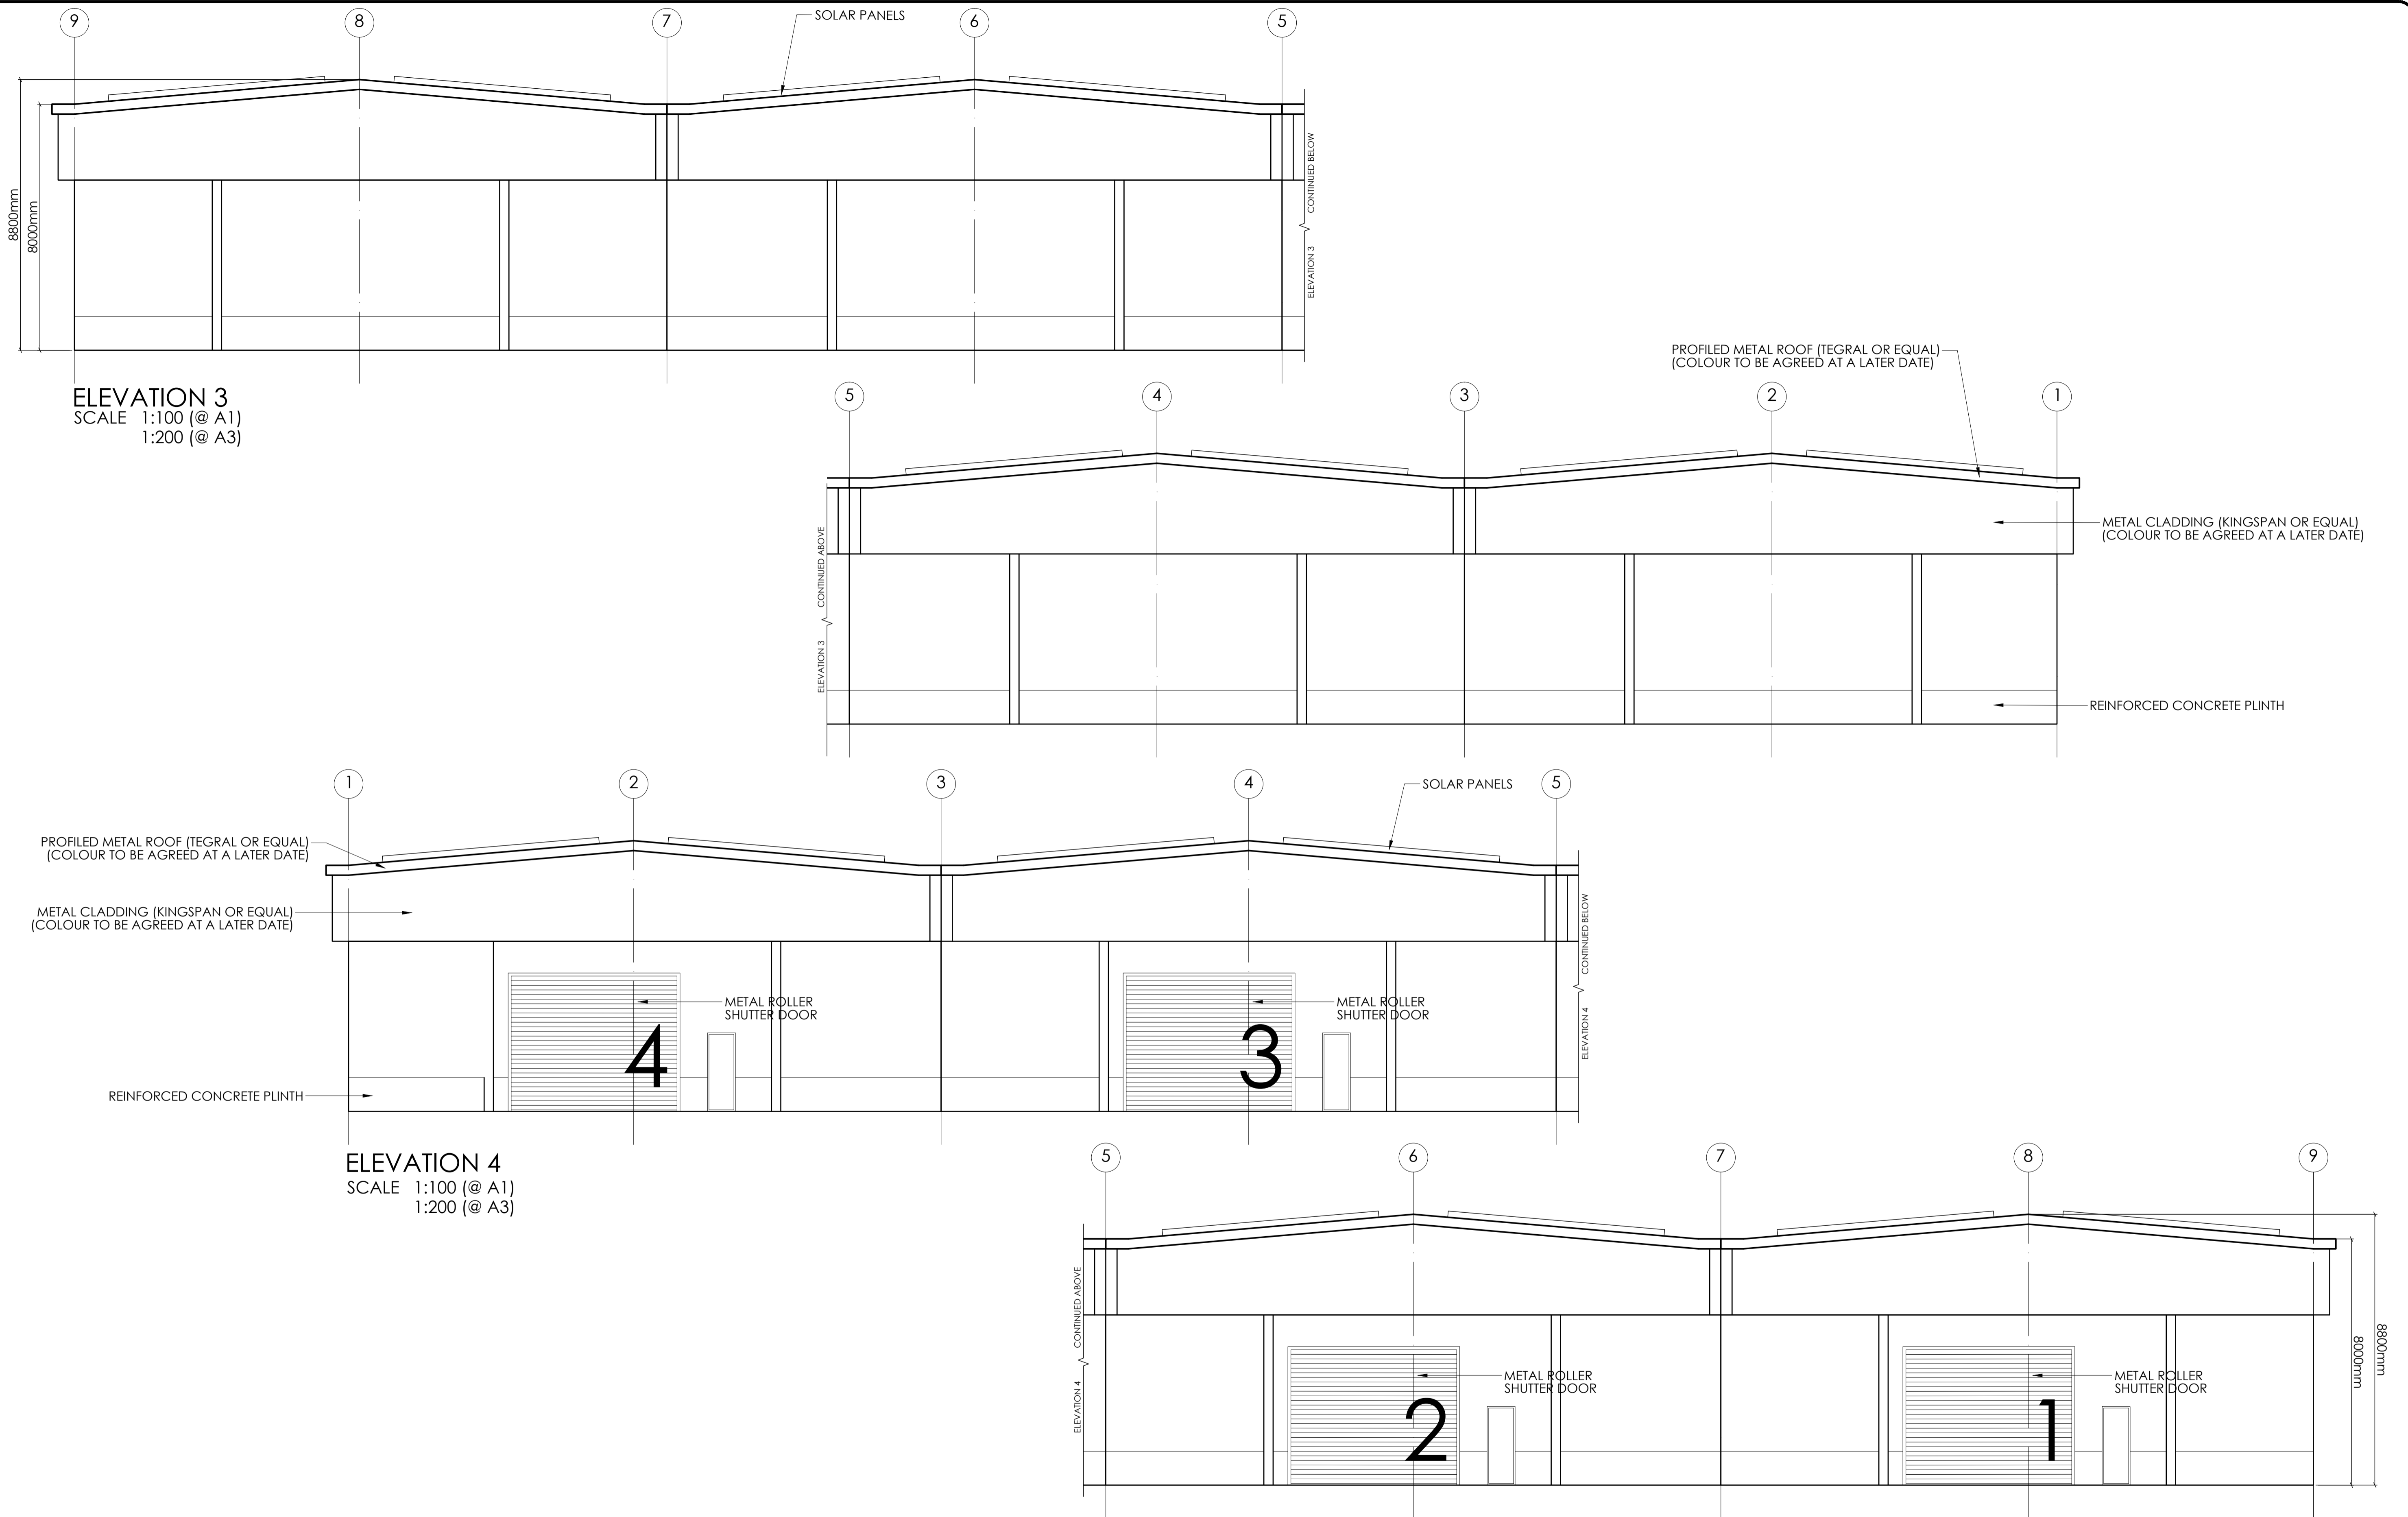 9
8
7
SOLAR PANELS
6
5
8800mm
8000mm
CONTINUED BELOW
ELEVATION 3
ELEVATION 3
SCALE 1:100 (@ A1)
1:200 (@ A3)
PROFILED METAL ROOF (TEGRAL OR EQUAL)
(COLOUR TO BE AGREED AT A LATER DATE)
5
4
3
2
1
CONTINUED ABOVE
ELEVATION 3
METAL CLADDING (KINGSPAN OR EQUAL)
(COLOUR TO BE AGREED AT A LATER DATE)
REINFORCED CONCRETE PLINTH
1
2
3
4
SOLAR PANELS
5
PROFILED METAL ROOF (TEGRAL OR EQUAL)
(COLOUR TO BE AGREED AT A LATER DATE)
METAL CLADDING (KINGSPAN OR EQUAL)
(COLOUR TO BE AGREED AT A LATER DATE)
CONTINUED BELOW
ELEVATION 4
METAL ROLLER
SHUTTER DOOR
4
METAL ROLLER
SHUTTER DOOR
3
REINFORCED CONCRETE PLINTH
ELEVATION 4
SCALE 1:100 (@ A1)
1:200 (@ A3)
5
6
7
8
9
CONTINUED ABOVE
ELEVATION 4
METAL ROLLER
SHUTTER DOOR
2
METAL ROLLER
SHUTTER DOOR
1
8000mm
8800mm